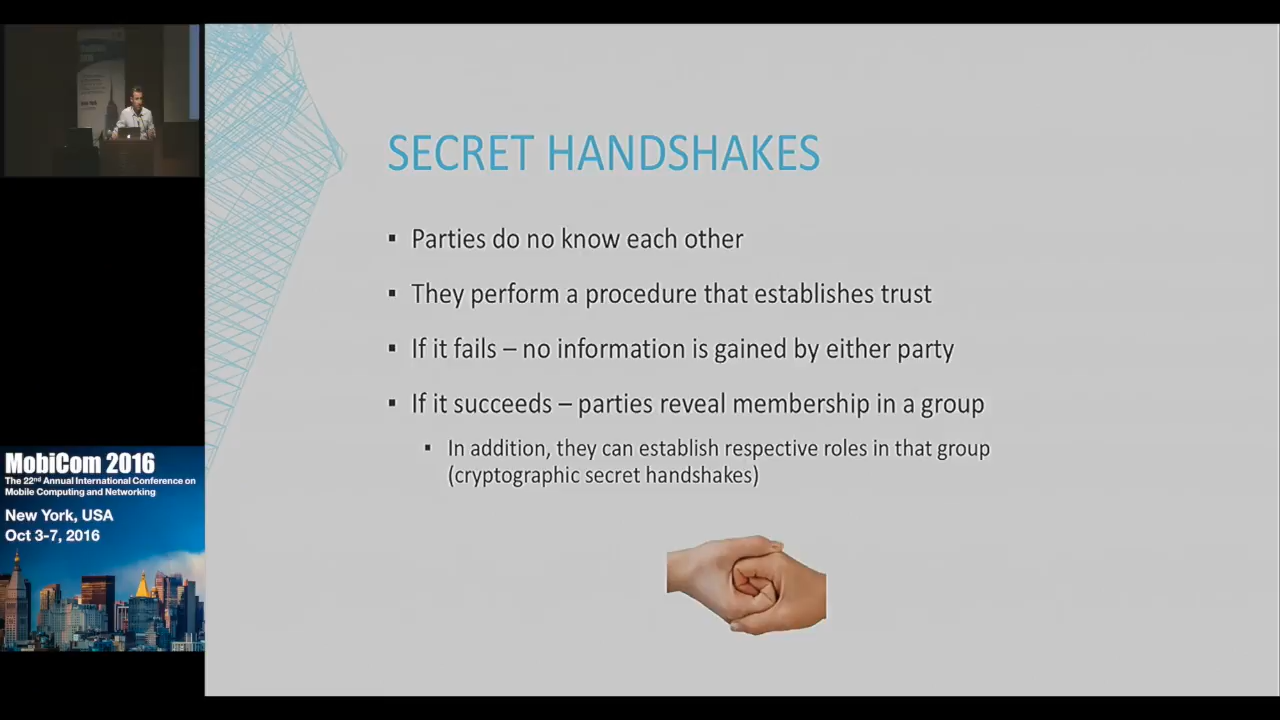 SECRET HANDSHAKES
▪ Parties do no know each other
▪ They perform a procedure that establishes trust
▪ If it fails – no information is gained by either party
▪ If it succeeds – parties reveal membership in a group
▪ In addition, they can establish respective roles in that group
(cryptographic secret handshakes)
MobiCom 2016
The 22nd Annual International Conference on
Mobile Computing and Networking
New York, USA
Oct 3-7, 2016